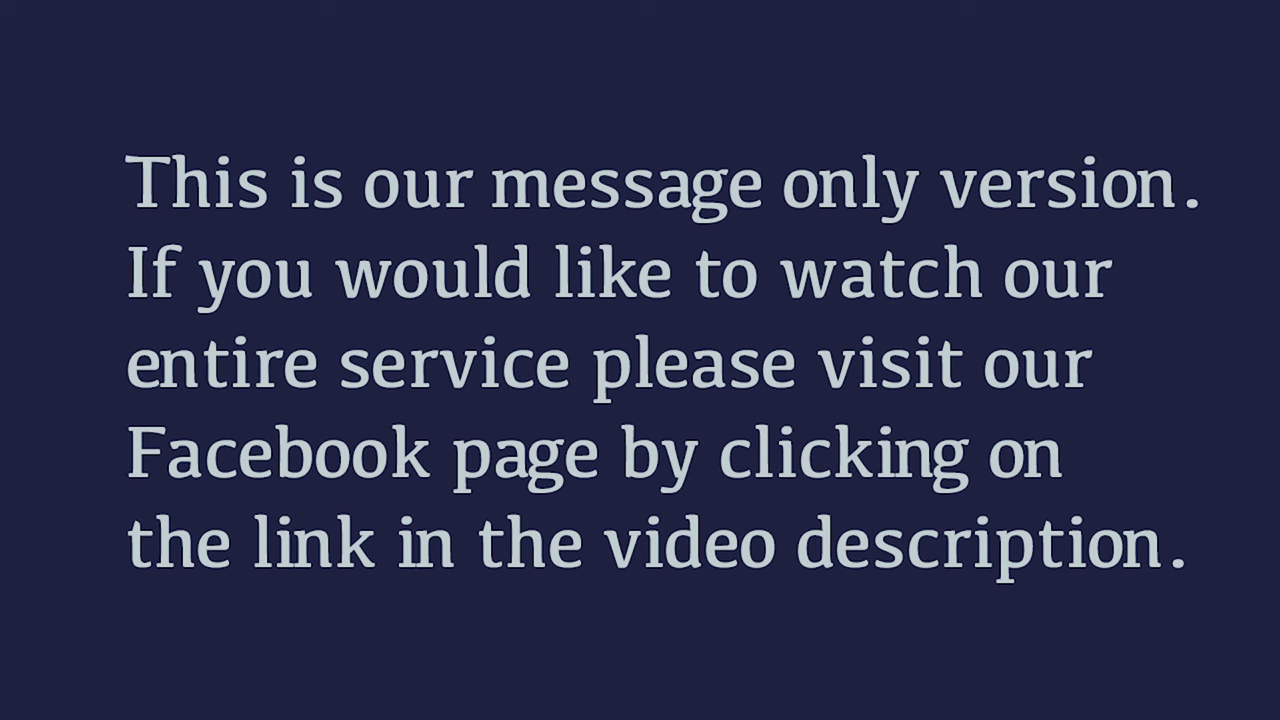 This is our message only version.
If you would like to watch our
entire service please visit our
Facebook page by clicking on
the link in the video description.